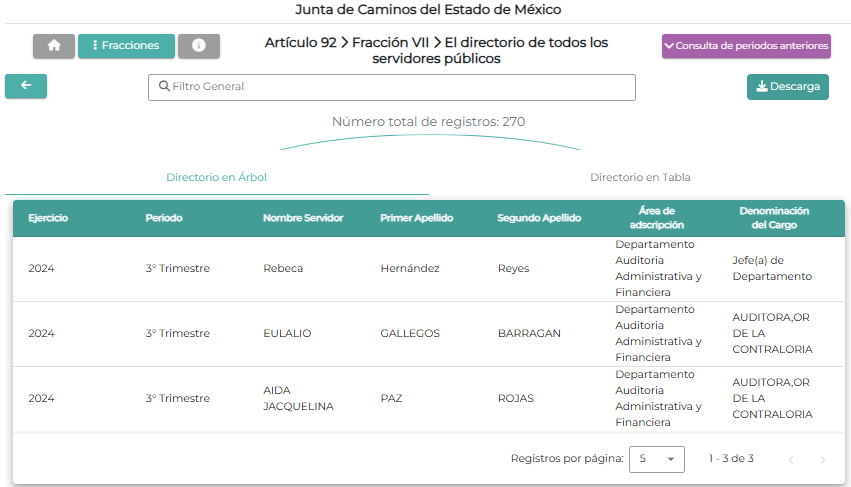 Junta de Caminos del Estado de México
Fracciones
Artículo 92 > Fracción VII > El directorio de todos los
servidores públicos
Consulta de periodos anteriores
Filtro General
Descarga
Número total de registros: 270
Directorio en Árbol
Directorio en Tabla
Ejercicio Periodo Nombre Servidor Primer Apellido Segundo Apellido Área de adscripción Denominación del Cargo
2024 3° Trimestre Rebeca Hernández Reyes Departamento Auditoria Administrativa y Financiera Jefe(a) de Departamento
2024 3° Trimestre EULALIO GALLEGOS BARRAGAN Departamento Auditoria Administrativa y Financiera AUDITORA,OR DE LA CONTRALORIA
2024 3° Trimestre AIDA JACQUELINA PAZ ROJAS Departamento Auditoria Administrativa y Financiera AUDITORA,OR DE LA CONTRALORIA
Registros por página: 5 1 - 3 de 3